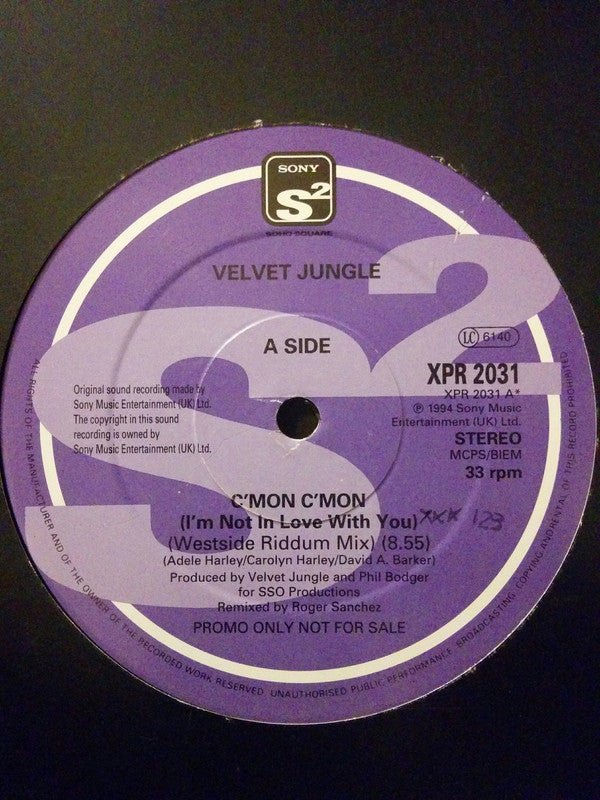 SONY
S2
SOHO SQUARE
S2
VELVET JUNGLE
A SIDE
LC 6140
XPR 2031
XPR 2031 A*
℗ 1994 Sony Music
Entertainment (UK) Ltd.
STEREO
MCPS/BIEM
33 rpm
Original sound recording made by
Sony Music Entertainment (UK) Ltd.
The copyright in this sound
recording is owned by
Sony Music Entertainment (UK) Ltd.
C'MON C'MON
(I'm Not In Love With You) xxx 123
(Westside Riddum Mix) (8.55)
(Adele Harley/Carolyn Harley/David A. Barker)
Produced by Velvet Jungle and Phil Bodger
for SSO Productions
Remixed by Roger Sanchez
PROMO ONLY NOT FOR SALE
ALL RIGHTS OF THE MANUFACTURER AND OF THE OWNER OF THE RECORDED WORK RESERVED. UNAUTHORISED PUBLIC PERFORMANCE, BROADCASTING, COPYING AND RENTAL OF THIS RECORD PROHIBITED